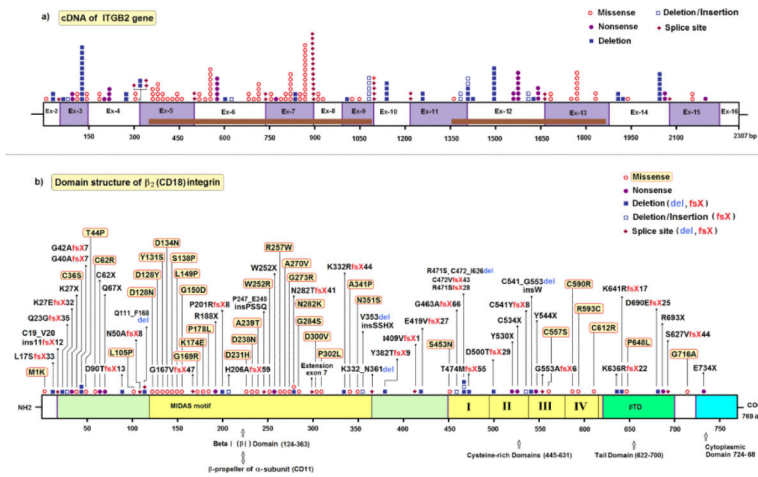 a)
cDNA of ITGB2 gene
Missense
Nonsense
Deletion
Deletion/Insertion
Splice site
Ex-2
Ex-3
Ex-4
Ex-5
Ex-6
Ex-7
Ex-8
Ex-9
Ex-10
Ex-11
Ex-12
Ex-13
Ex-14
Ex-15
Ex-16
150
300
450
600
750
900
1050
1200
1350
1500
1650
1800
1950
2100
2307 bp
b)
Domain structure of β2 (CD18) integrin
Missense
Nonsense
Deletion (del, fsX)
Deletion/Insertion (fsX)
Splice site (del, fsX)
T44P
G42AfsX7
G40AfsX7
C36S
K27X
K27EfsX32
Q23GfsX35
C19_V20
ins11fsX12
L17SfsX33
M1K
C62R
C62X
Q67X
D90TfsX13
L105P
N50AfsX8
Q111_F168
del
D128N
D128Y
Y131S
D134N
S138P
L149P
G150D
G167VfsX47
G169R
K174E
P178L
R188X
P201RfsX8
H206AfsX59
D231H
D238N
A239T
P247_E248
insPSSQ
W252R
W252X
R257W
A270V
G273R
N282TfsX41
N282K
G284S
D300V
P302L
Extension
exon 7
K332RfsX44
K332_N361del
A341P
N351S
V353del
insSSHX
Y382TfsX9
I409VfsX1
E419VfsX27
S453N
G463AfsX66
R471S_C472_I626del
C472VfsX43
R471SfsX28
T474MfsX55
D500TfsX29
Y530X
C534X
C541YfsX8
C541_G553del
insW
Y544X
G553AfsX6
C557S
C590R
R593C
C612R
K636RfsX22
K641RfsX17
P648L
D690EfsX25
R693X
S627VfsX44
G716A
E734X
NH2
MIDAS motif
I
II
III
IV
βTD
CO
769 a
50
100
150
200
250
300
350
400
450
500
550
600
650
700
750
Beta I (βI) Domain (124-363)
β-propeller of α-subunit (CD11)
Cysteine-rich Domains (445-631)
Tail Domain (622-700)
Cytoplasmic
Domain 724-68